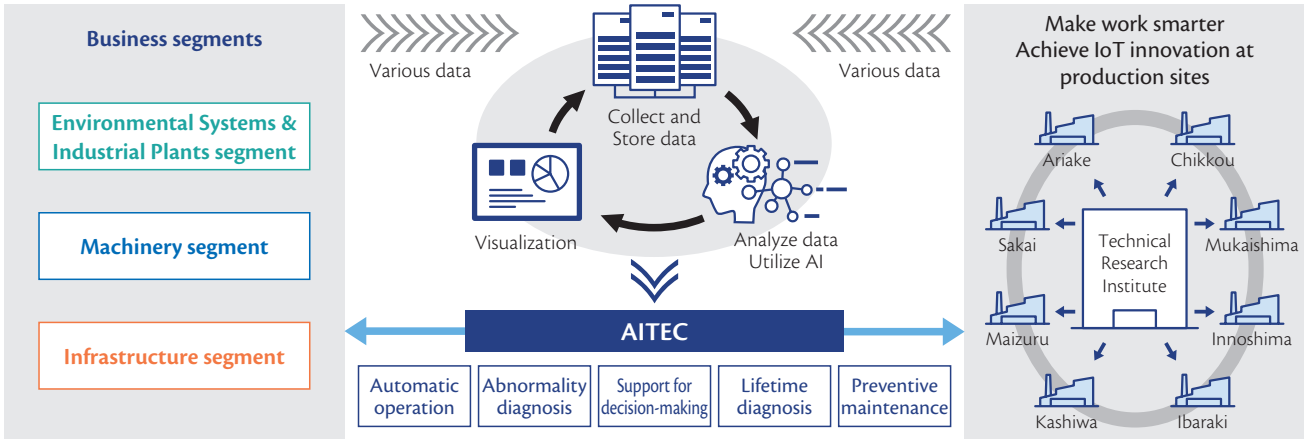 Business segments
Environmental Systems &
Industrial Plants segment
Machinery segment
Infrastructure segment
Various data
Various data
Collect and
Store data
Visualization
Analyze data
Utilize AI
AITEC
Automatic
operation
Abnormality
diagnosis
Support for
decision-making
Lifetime
diagnosis
Preventive
maintenance
Make work smarter
Achieve IoT innovation at
production sites
Ariake
Chikkou
Sakai
Mukaishima
Technical
Research
Institute
Maizuru
Innoshima
Kashiwa
Ibaraki